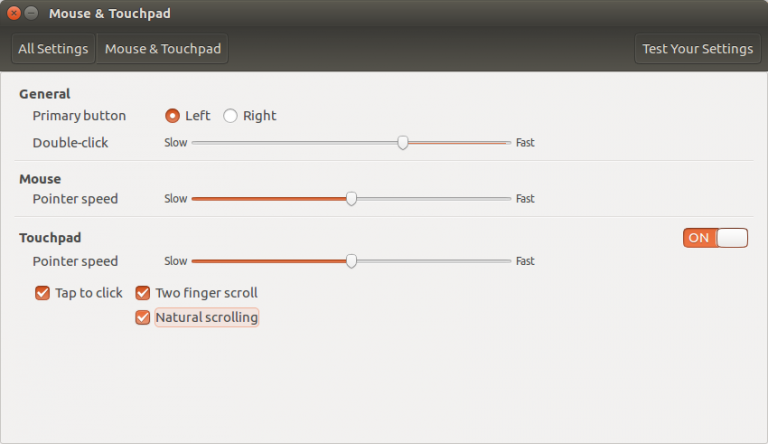 Mouse & Touchpad
All Settings Mouse & Touchpad Test Your Settings
General
Primary button Left Right
Double-click Slow Fast
Mouse
Pointer speed Slow Fast
Touchpad ON
Pointer speed Slow Fast
Tap to click Two finger scroll
Natural scrolling